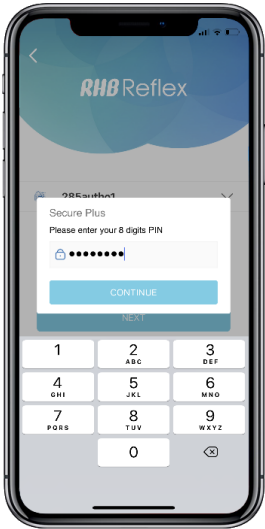 RHB Reflex
285autho1
Secure Plus
Please enter your 8 digits PIN
CONTINUE
NEXT
1
2
ABC
3
DEF
4
GHI
5
JKL
6
MNO
7
PQRS
8
TUV
9
WXYZ
0